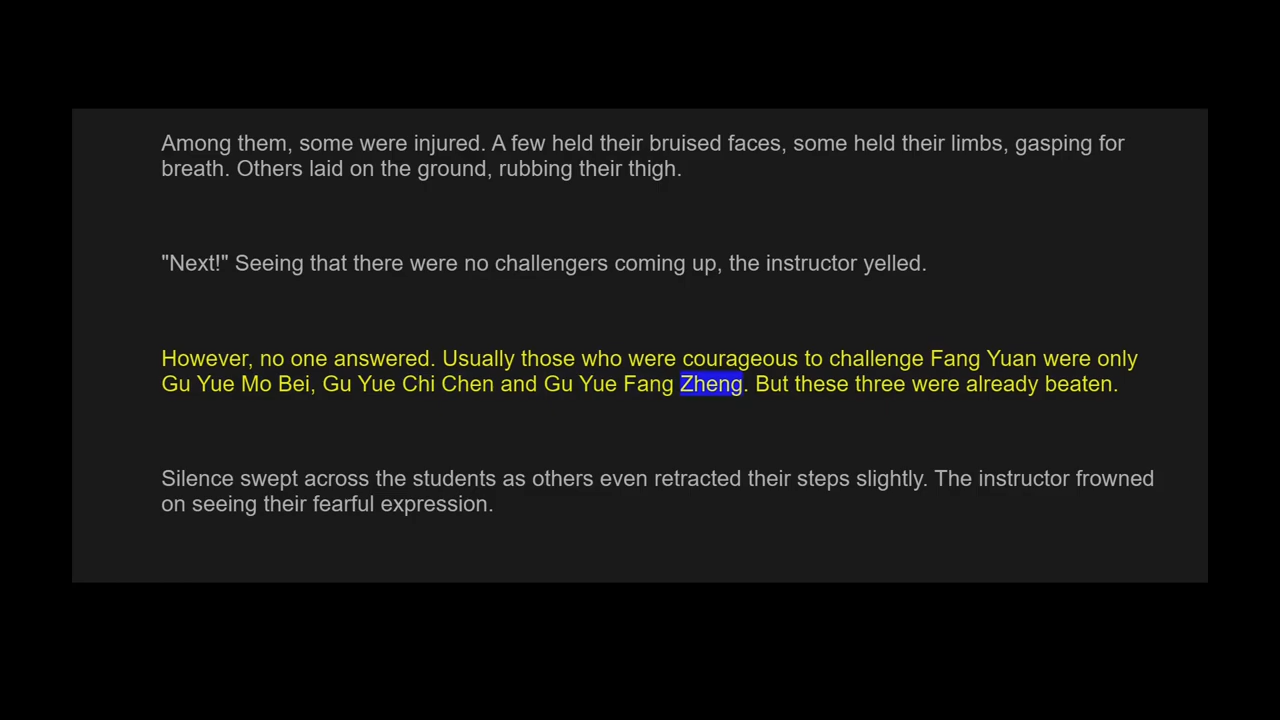 Among them, some were injured. A few held their bruised faces, some held their limbs, gasping for
breath. Others laid on the ground, rubbing their thigh.
"Next!" Seeing that there were no challengers coming up, the instructor yelled.
However, no one answered. Usually those who were courageous to challenge Fang Yuan were only
Gu Yue Mo Bei, Gu Yue Chi Chen and Gu Yue Fang Zheng. But these three were already beaten.
Silence swept across the students as others even retracted their steps slightly. The instructor frowned
on seeing their fearful expression.